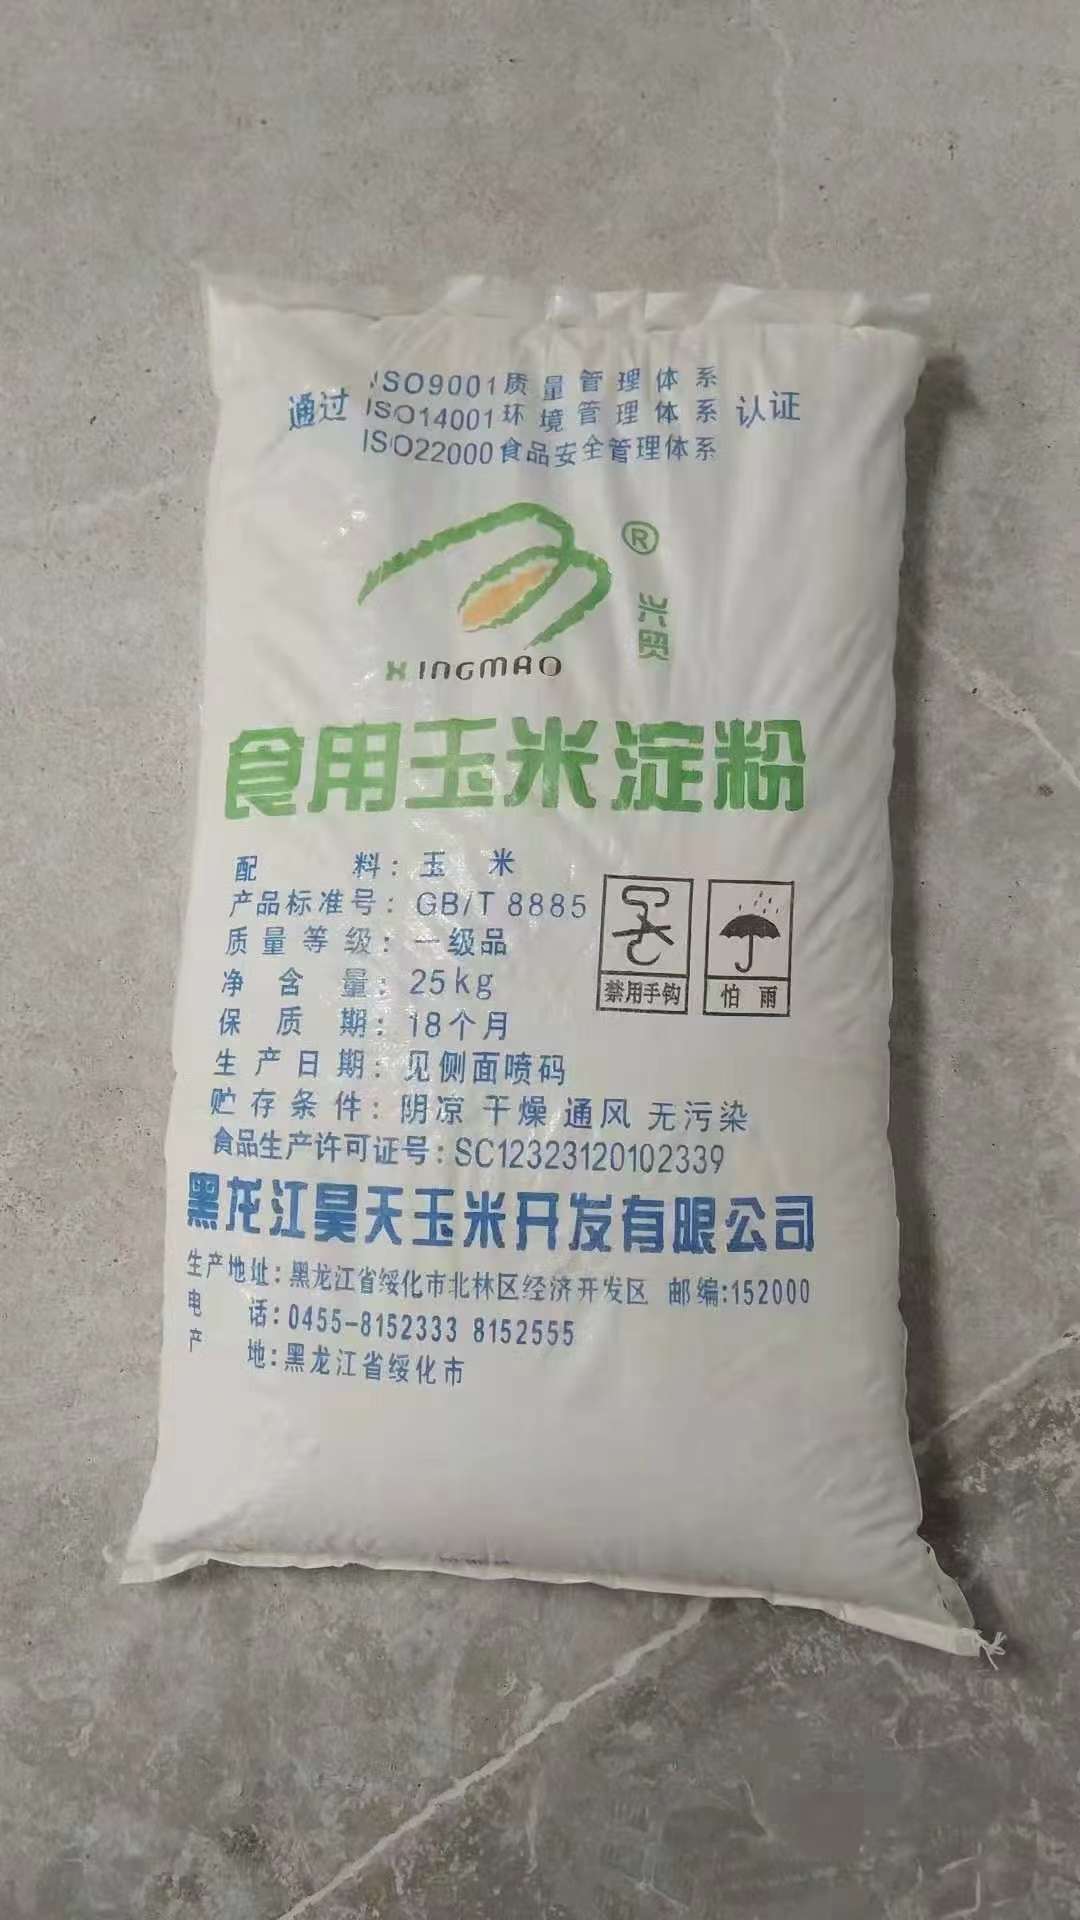 通过
ISO9001质量管理体系
ISO14001环境管理体系
ISO22000食品安全管理体系
认证
®
兴贸
XINGMAO
食用玉米淀粉
配料：玉米
产品标准号：GB/T 8885
质量等级：一级品
净含量：25kg
保质期：18个月
生产日期：见侧面喷码
贮存条件：阴凉 干燥 通风 无污染
食品生产许可证号：SC12323120102339
禁用手钩
怕雨
黑龙江昊天玉米开发有限公司
生产地址：黑龙江省绥化市北林区经济开发区 邮编:152000
电话：0455-8152333 8152555
产地：黑龙江省绥化市